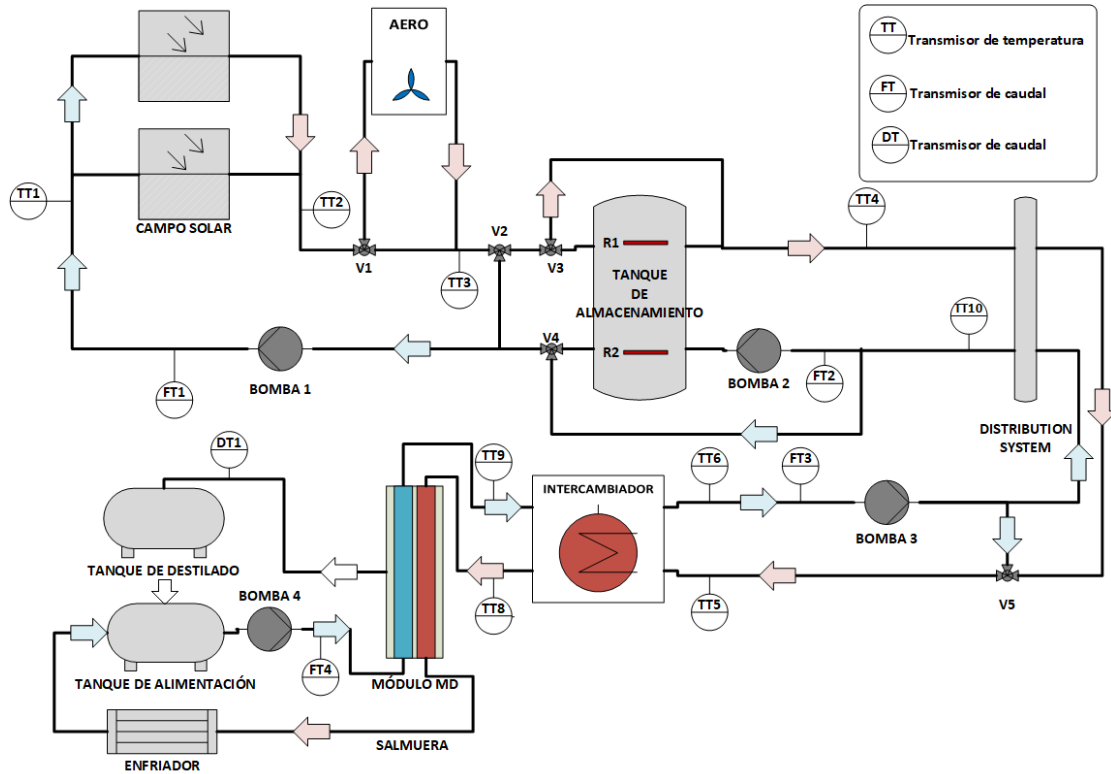 AERO
TT
Transmisor de temperatura
FT
Transmisor de caudal
DT
Transmisor de caudal
TT1
CAMPO SOLAR
TT2
V1
TT3
V2
V3
R1
TANQUE
DE
ALMACENAMIENTO
V4
R2
TT4
TT10
FT1
BOMBA 1
BOMBA 2
FT2
DISTRIBUTION
SYSTEM
DT1
TT9
INTERCAMBIADOR
TT6
FT3
BOMBA 3
TANQUE DE DESTILADO
BOMBA 4
TT8
TT5
V5
FT4
TANQUE DE ALIMENTACIÓN
MÓDULO MD
SALMUERA
ENFRIADOR